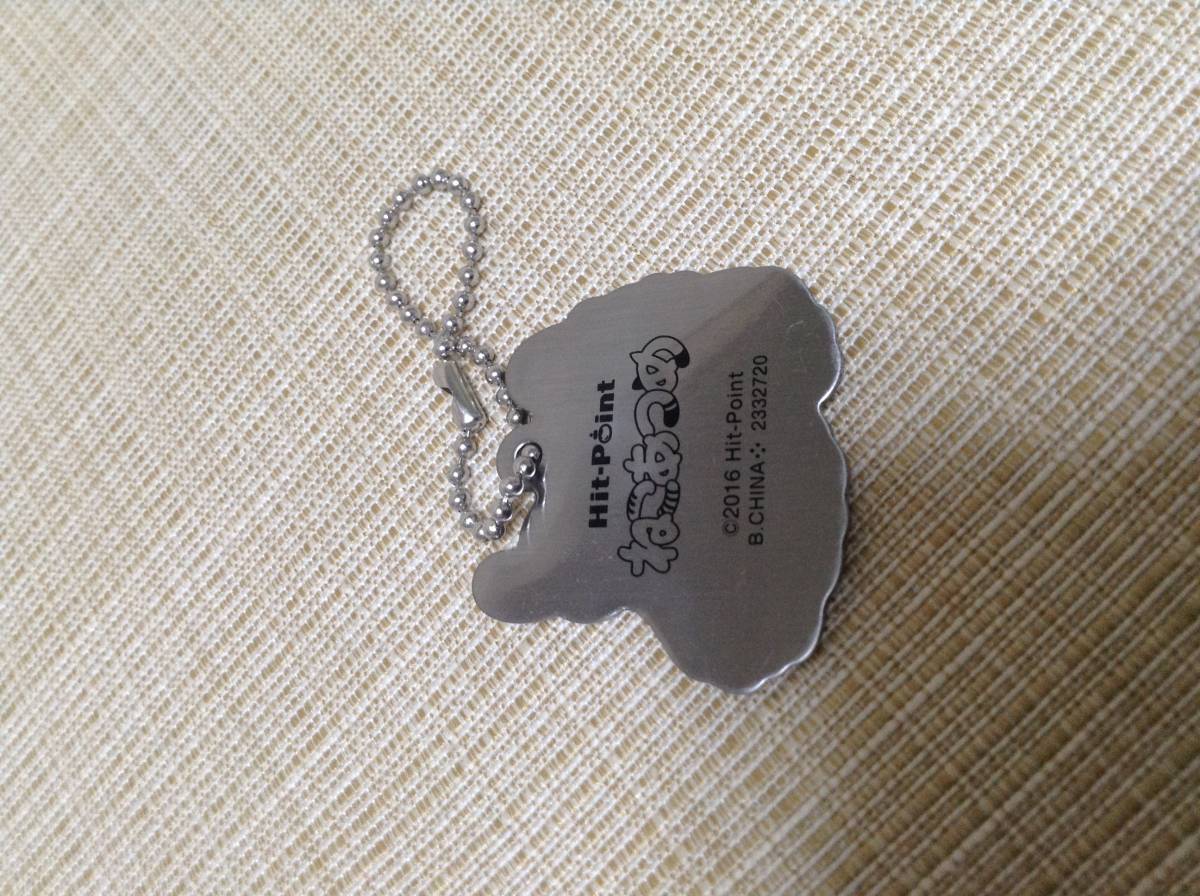 Hit-Point
ねこあつめ
©2016 Hit-Point
B.CHINA 2332720